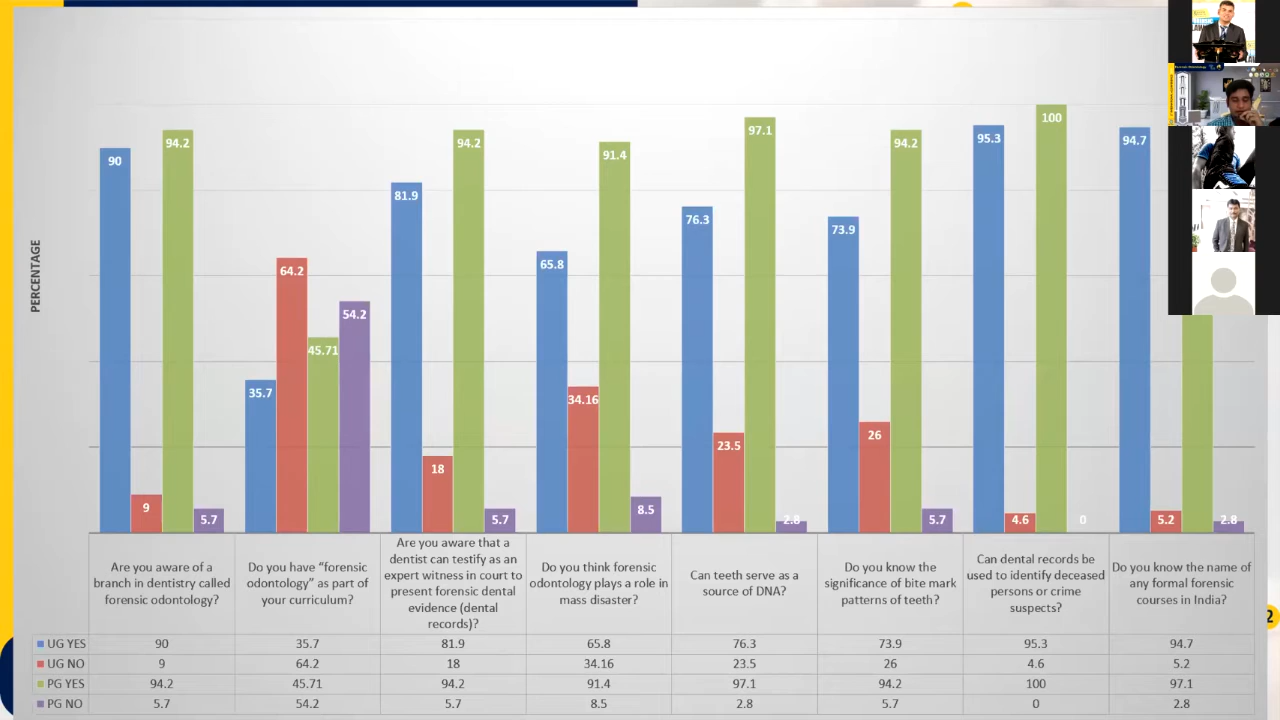 PERCENTAGE
90
9
94.2
5.7
35.7
64.2
45.71
54.2
81.9
18
94.2
5.7
65.8
34.16
91.4
8.5
76.3
23.5
97.1
2.8
73.9
26
94.2
5.7
95.3
4.6
100
0
94.7
5.2
2.8
Are you aware of a
branch in dentistry called
forensic odontology?
Do you have “forensic
odontology” as part of
your curriculum?
Are you aware that a
dentist can testify as an
expert witness in court to
present forensic dental
evidence (dental
records)?
Do you think forensic
odontology plays a role in
mass disaster?
Can teeth serve as a
source of DNA?
Do you know the
significance of bite mark
patterns of teeth?
Can dental records be
used to identify deceased
persons or crime
suspects?
Do you know the name of
any formal forensic
courses in India?
UG YES 90 35.7 81.9 65.8 76.3 73.9 95.3 94.7
UG NO 9 64.2 18 34.16 23.5 26 4.6 5.2
PG YES 94.2 45.71 94.2 91.4 97.1 94.2 100 97.1
PG NO 5.7 54.2 5.7 8.5 2.8 5.7 0 2.8
2